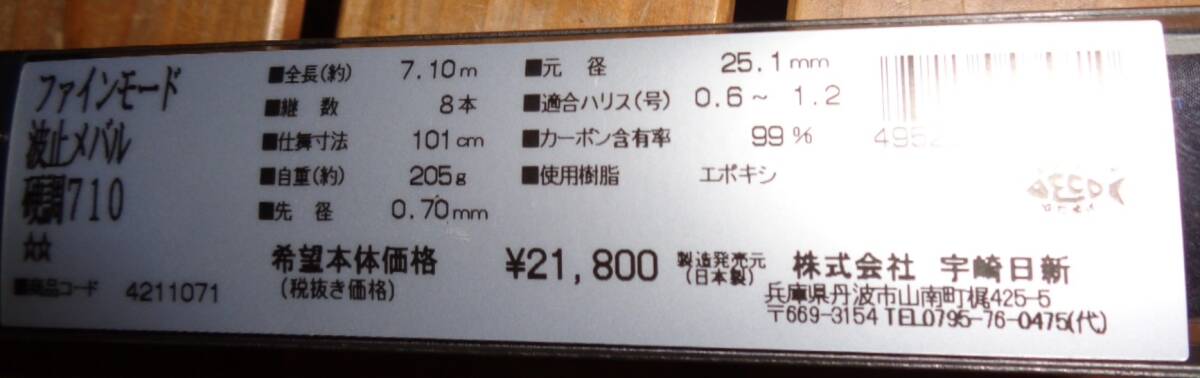 ファインモード
波止メバル
硬調710
☆☆
■商品コード 4211071
■全長(約) 7.10m
■継 数 8本
■仕舞寸法 101cm
■自重(約) 205g
■先 径 0.70mm
■元 径 25.1mm
■適合ハリス(号) 0.6~ 1.2
■カーボン含有率 99%
■使用樹脂 エポキシ
希望本体価格 ¥21,800
(税抜き価格)
製造発売元
(日本製)
株式会社 宇崎日新
兵庫県丹波市山南町梶425-5
〒669-3154 TEL0795-76-0475(代)